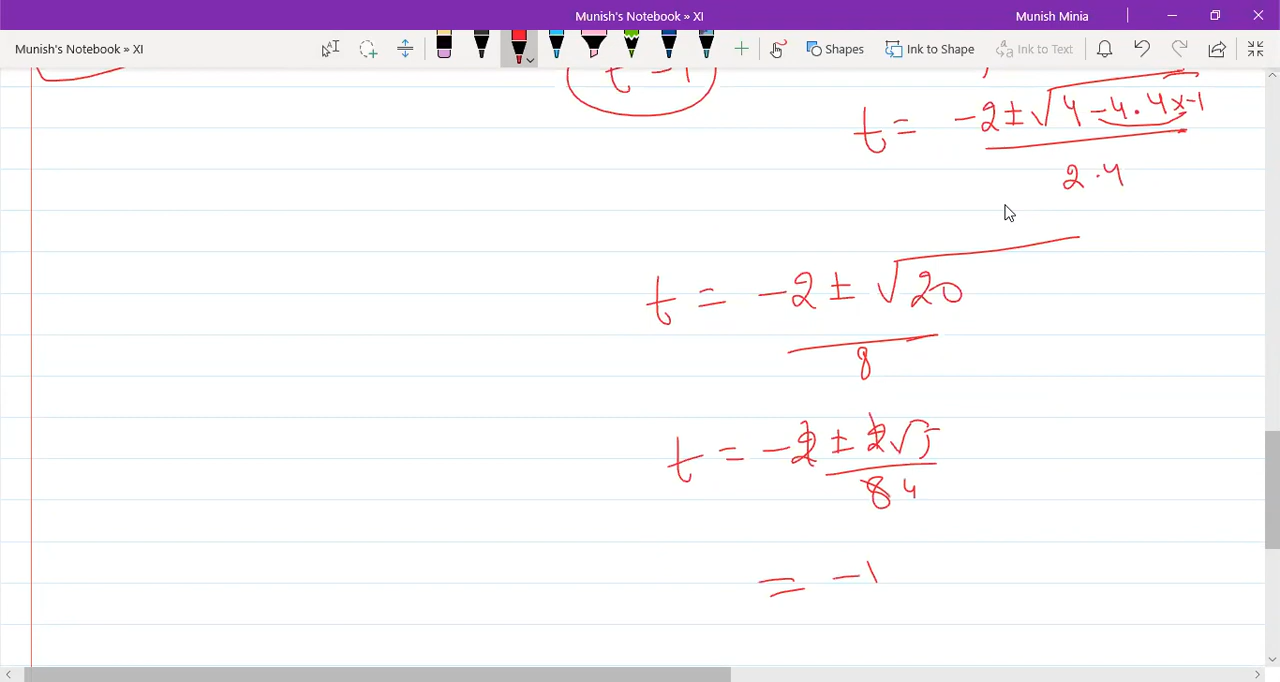 Munish's Notebook » XI
Munish Minia
Munish's Notebook » XI
Shapes
Ink to Shape
Ink to Text
t - 1
t = -2 ± √4 - 4 · 4 x -1
2 · 4
t = -2 ± √20
8
t = -2 ± 2√5
8 4
= -1